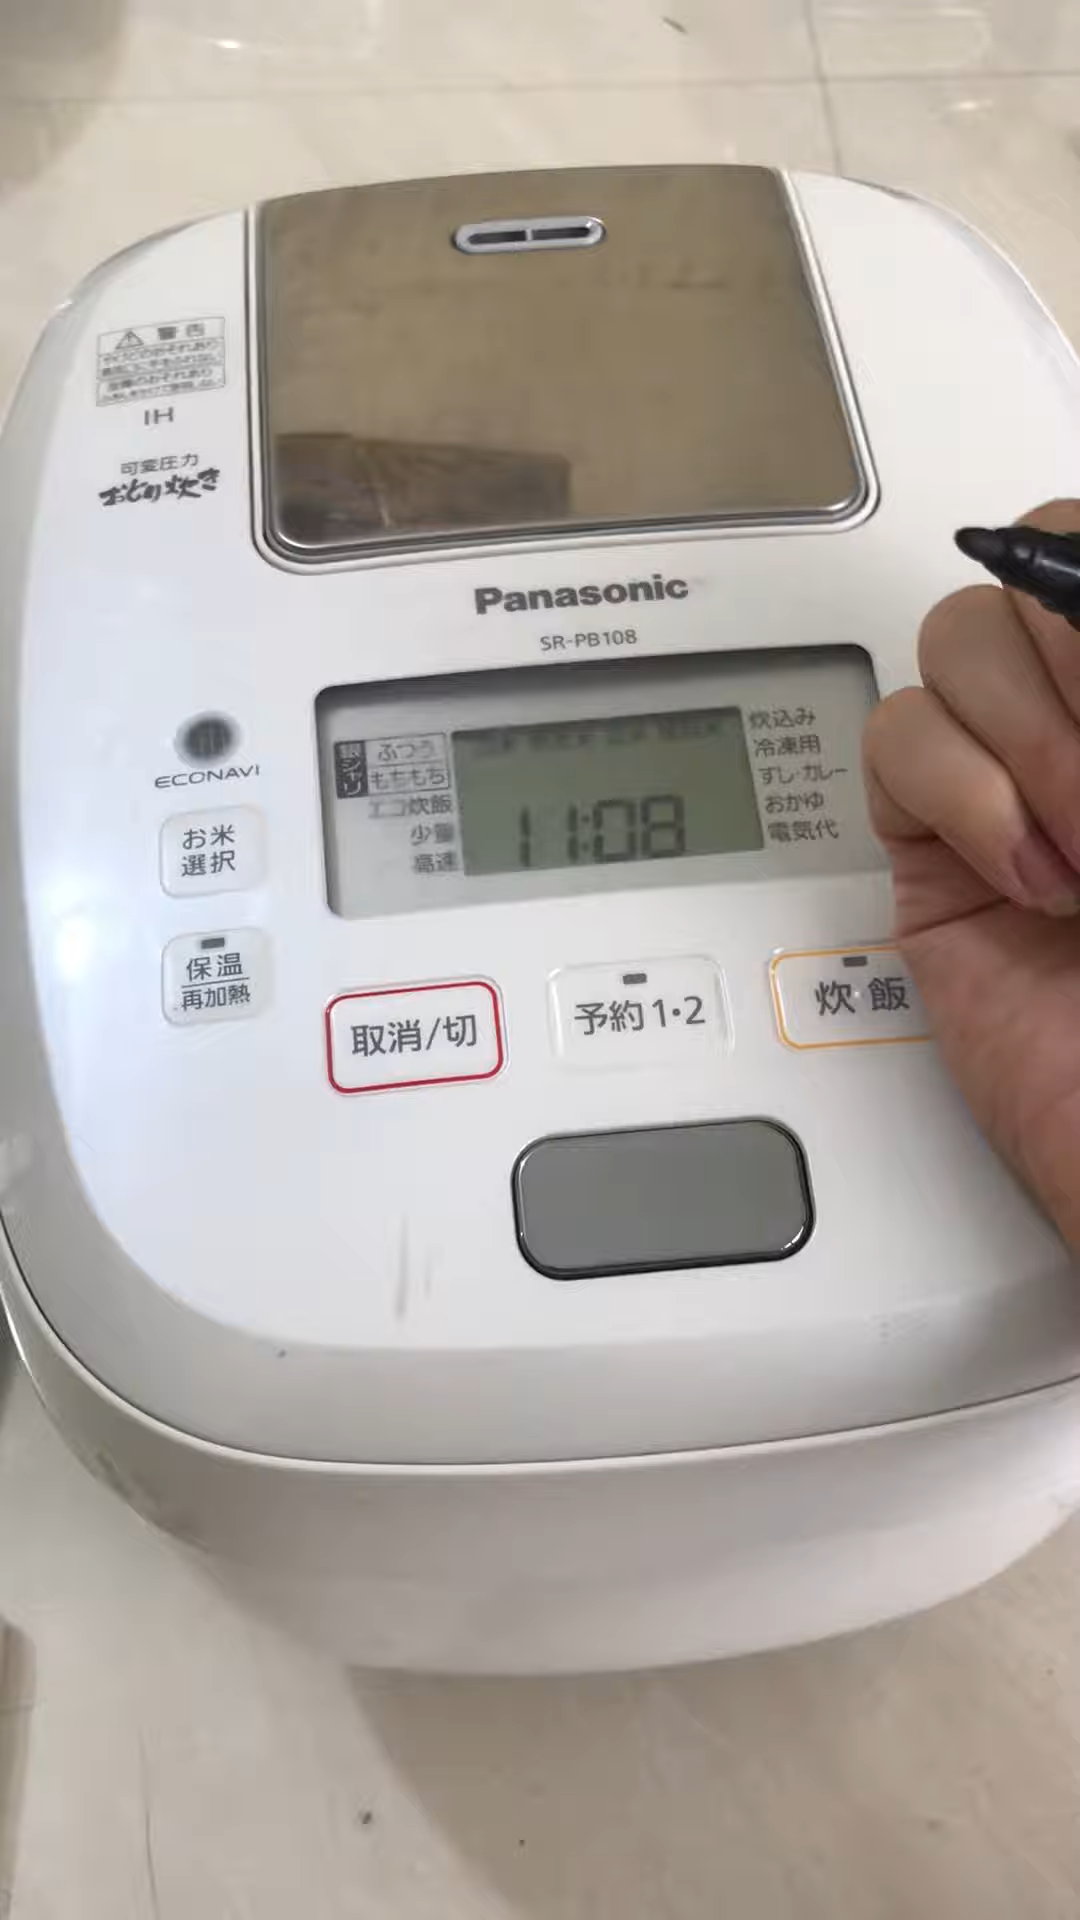 警告
IH
可変圧力
おどり炊き
Panasonic
SR-PB108
ECONAVI
お米
選択
保温
再加熱
銀シャリ
ふつう
もちもち
エコ炊飯
少量
高速
11:08
炊込み
冷凍用
すし・カレー
おかゆ
電気代
取消/切
予約1・2
炊飯